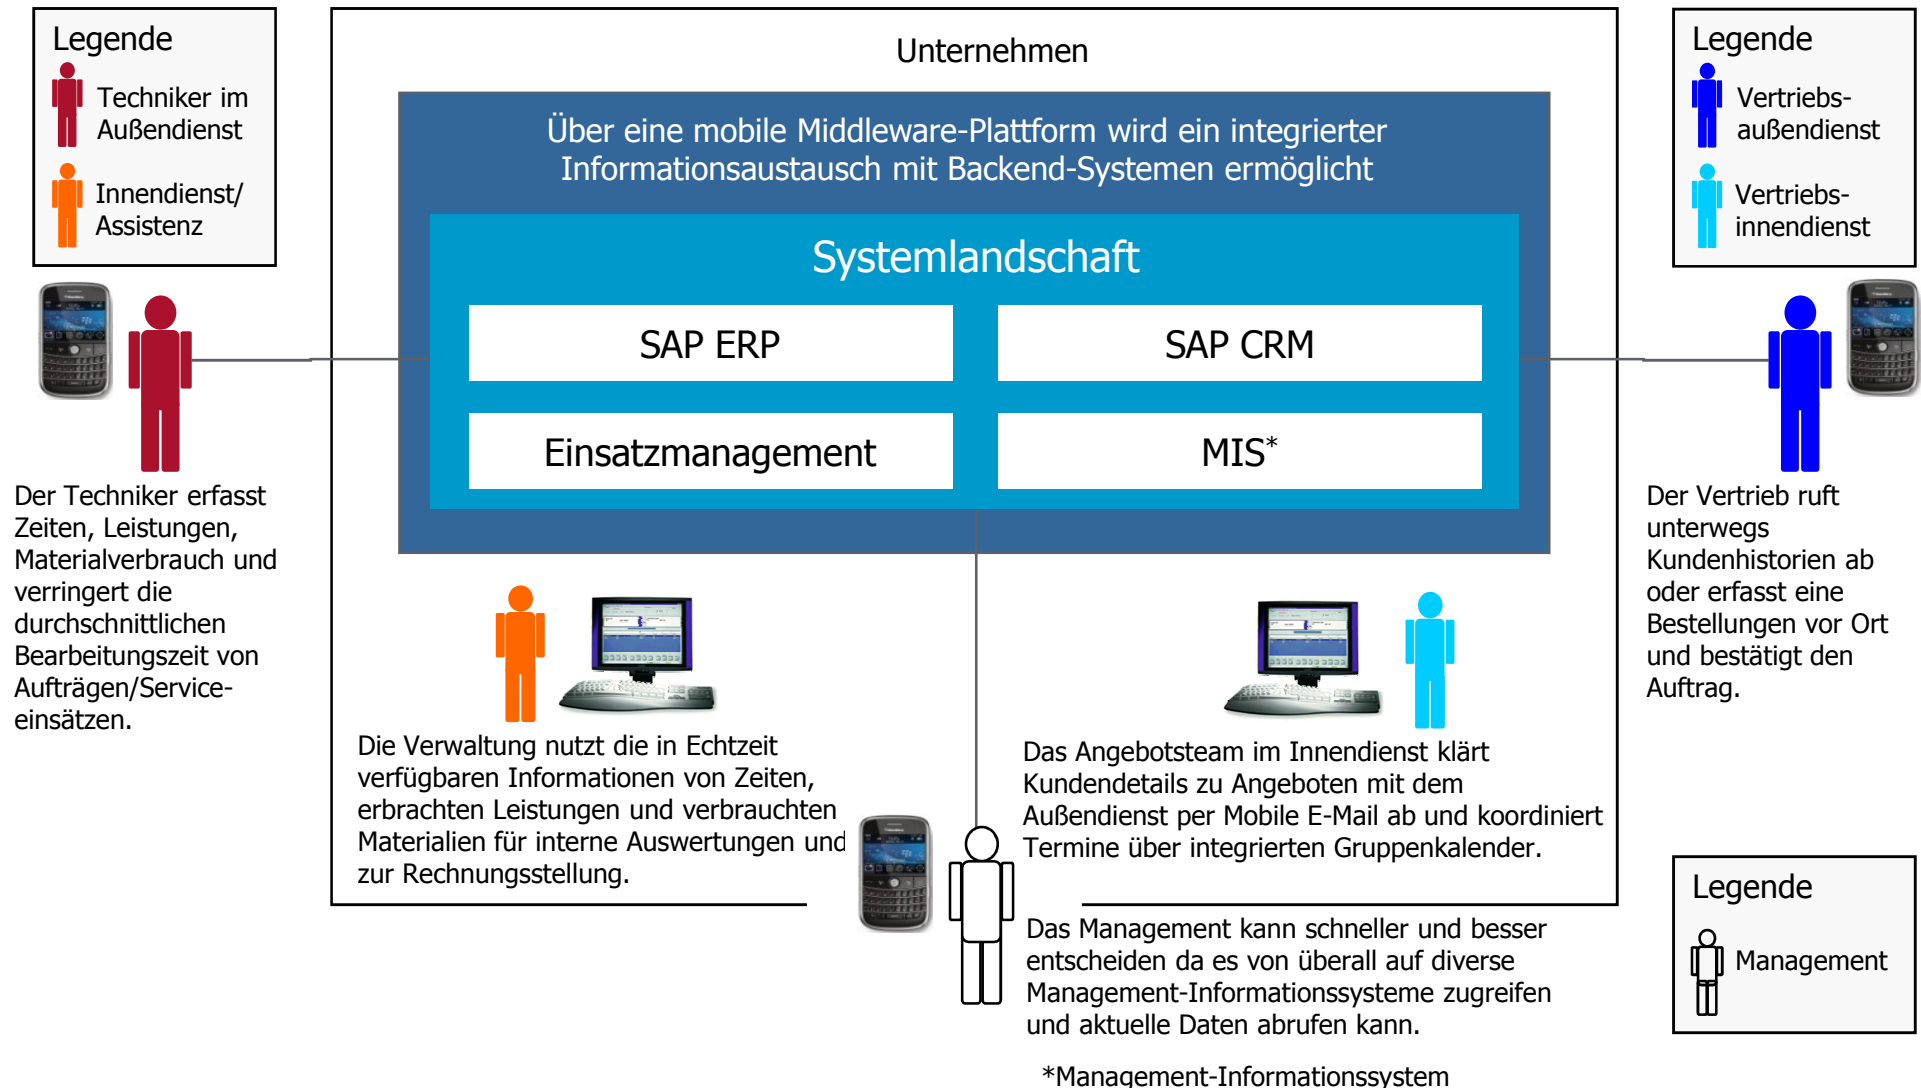 Legende
Techniker im
Außendienst
Innendienst/
Assistenz
Unternehmen
Über eine mobile Middleware-Plattform wird ein integrierter
Informationsaustausch mit Backend-Systemen ermöglicht
Systemlandschaft
SAP ERP
SAP CRM
Einsatzmanagement
MIS*
Legende
Vertriebs-
außendienst
Vertriebs-
innendienst
Der Techniker erfasst
Zeiten, Leistungen,
Materialverbrauch und
verringert die
durchschnittlichen
Bearbeitungszeit von
Aufträgen/Service-
einsätzen.
Die Verwaltung nutzt die in Echtzeit
verfügbaren Informationen von Zeiten,
erbrachten Leistungen und verbrauchten
Materialien für interne Auswertungen und
zur Rechnungsstellung.
Das Angebotsteam im Innendienst klärt
Kundendetails zu Angeboten mit dem
Außendienst per Mobile E-Mail ab und koordiniert
Termine über integrierten Gruppenkalender.
Der Vertrieb ruft
unterwegs
Kundenhistorien ab
oder erfasst eine
Bestellungen vor Ort
und bestätigt den
Auftrag.
Das Management kann schneller und besser
entscheiden da es von überall auf diverse
Management-Informationssysteme zugreifen
und aktuelle Daten abrufen kann.
*Management-Informationssystem
Legende
Management